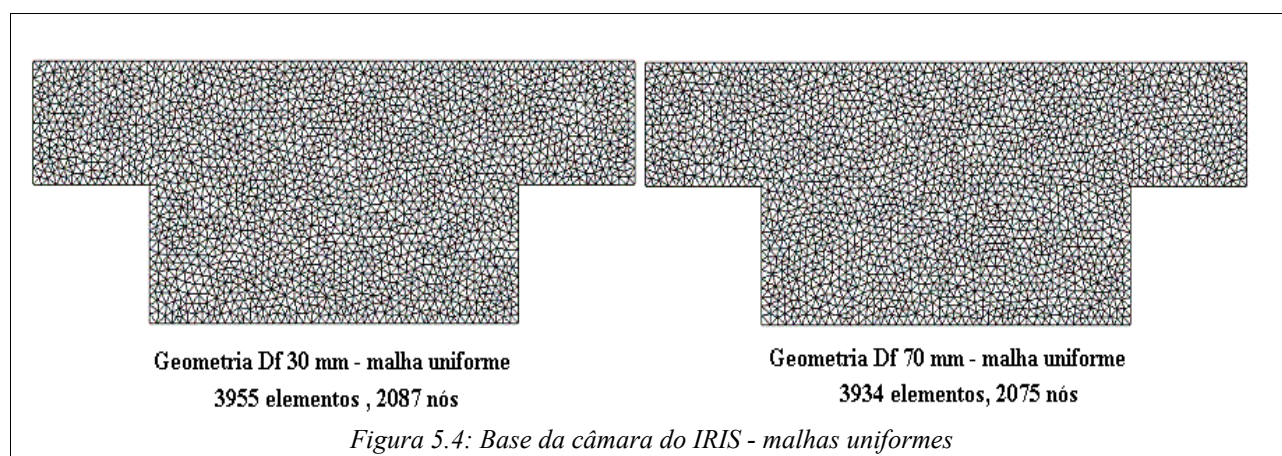 Geometria Df 30 mm - malha uniforme
3955 elementos , 2087 nós
Geometria Df 70 mm - malha uniforme
3934 elementos, 2075 nós
Figura 5.4: Base da câmara do IRIS - malhas uniformes